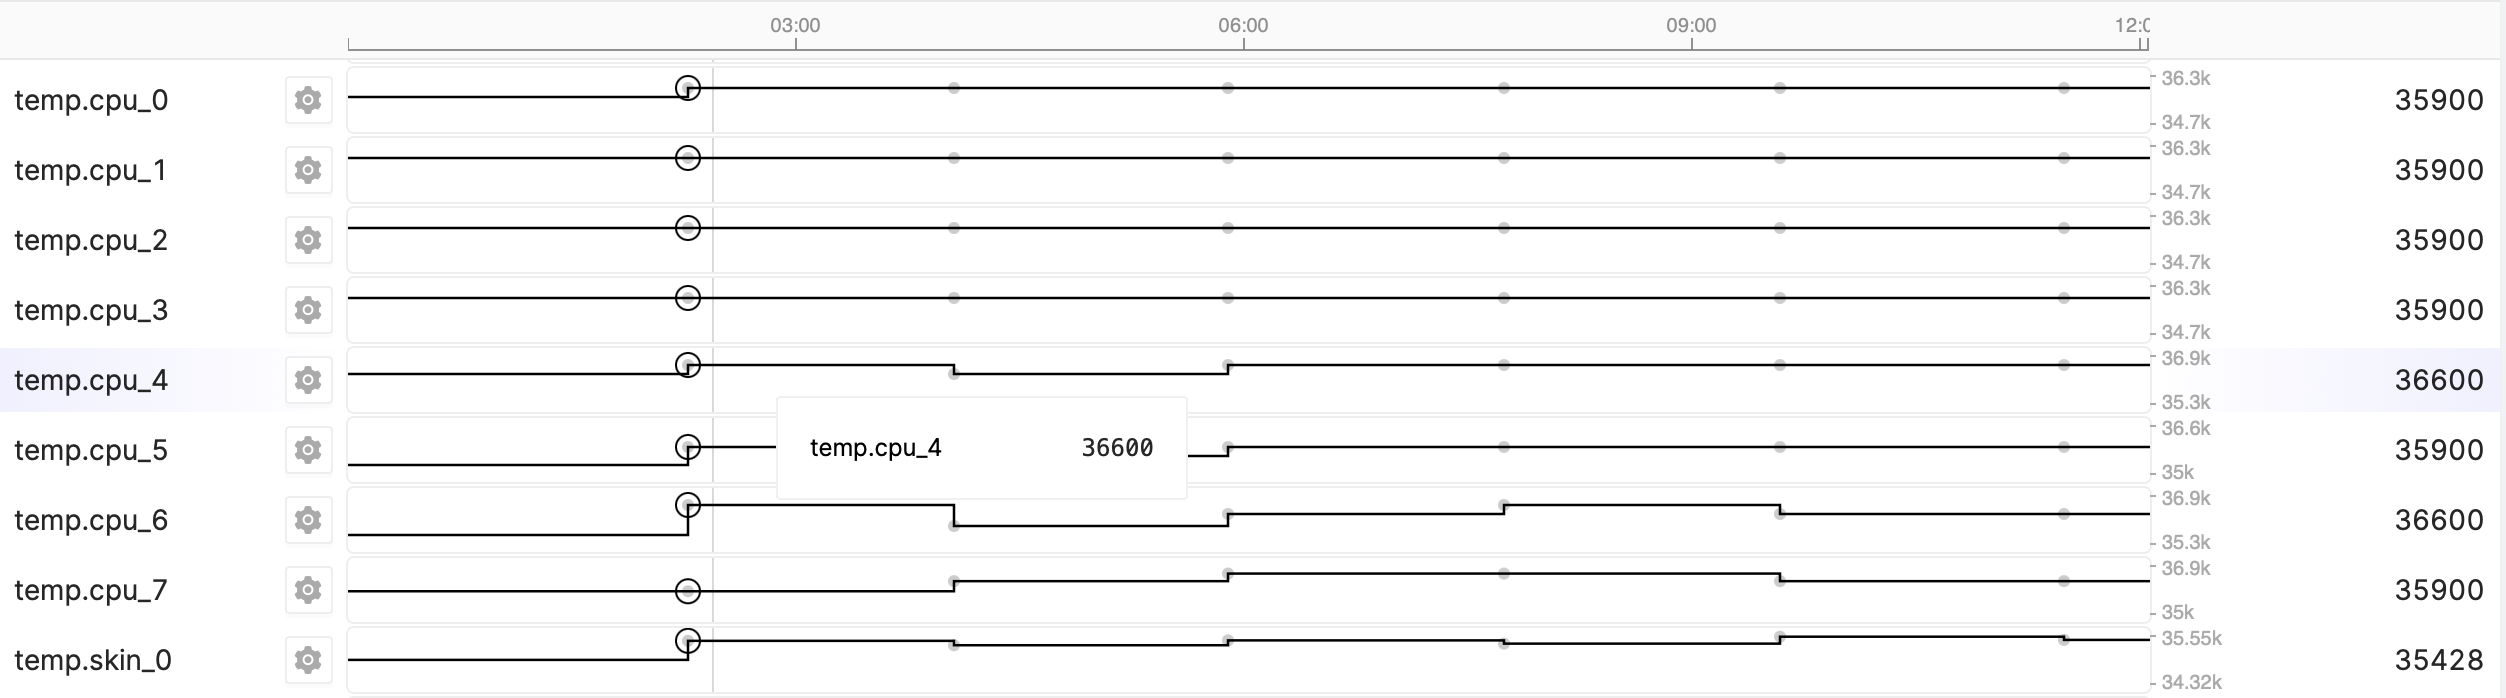 03:00 06:00 09:00 12:0
temp.cpu_0 36.3k 34.7k 35900
temp.cpu_1 36.3k 34.7k 35900
temp.cpu_2 36.3k 34.7k 35900
temp.cpu_3 36.3k 34.7k 35900
temp.cpu_4 36.9k 35.3k 36600
temp.cpu_4 36600
temp.cpu_5 36.6k 35k 35900
temp.cpu_6 36.9k 35.3k 36600
temp.cpu_7 36.9k 35k 35900
temp.skin_0 35.55k 34.32k 35428